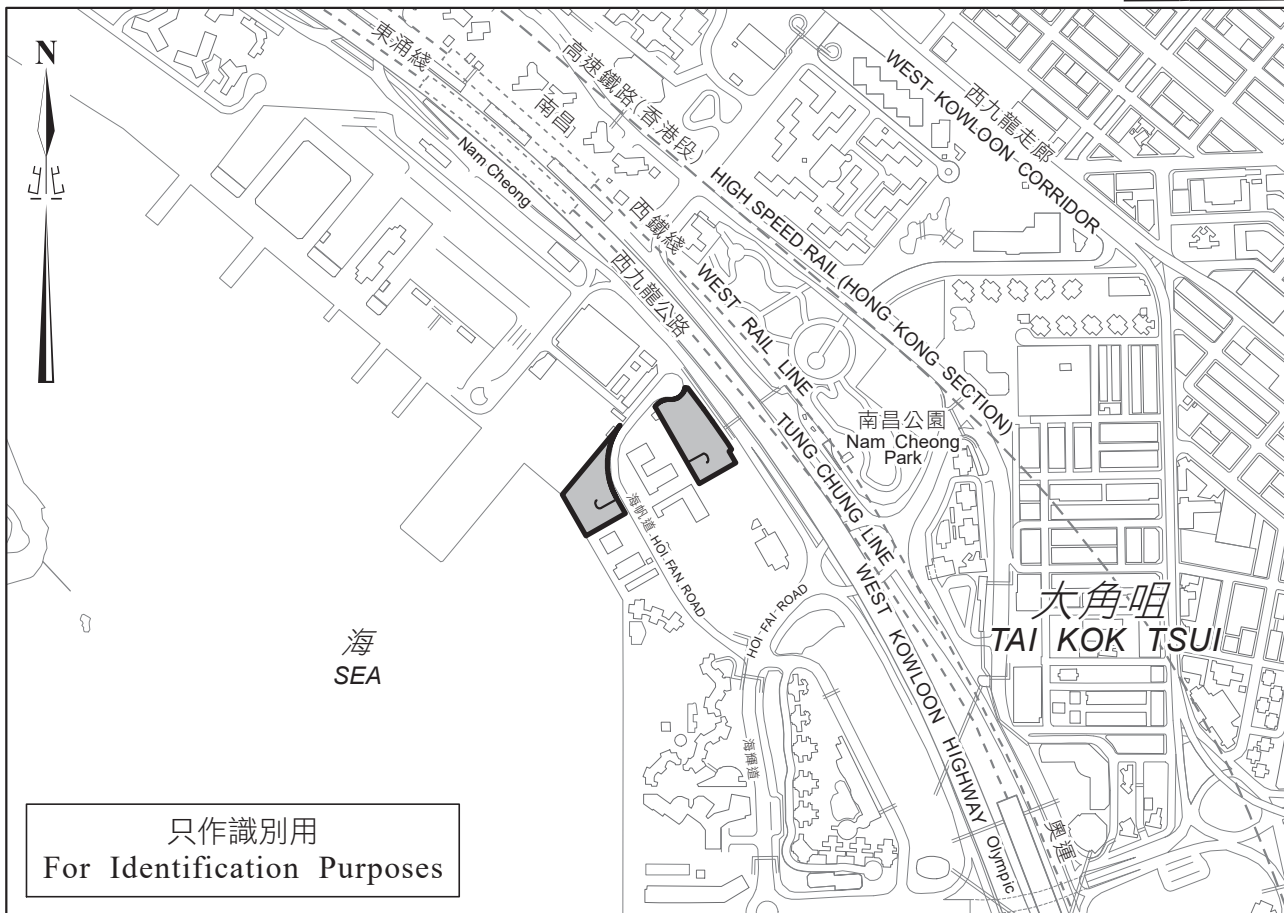 N
東涌綫
南昌
Nam Cheong
高速鐵路(香港段) HIGH SPEED RAIL (HONG KONG SECTION)
WEST KOWLOON CORRIDOR
西九龍走廊
西鐵綫 WEST RAIL LINE
西九龍公路
TUNG CHUNG LINE
南昌公園
Nam Cheong
Park
海帆道 HOI FAN ROAD
HOI FAI ROAD
WEST KOWLOON HIGHWAY
大角咀
TAI KOK TSUI
海
SEA
海輝道
Olympic
奧運
只作識別用
For Identification Purposes